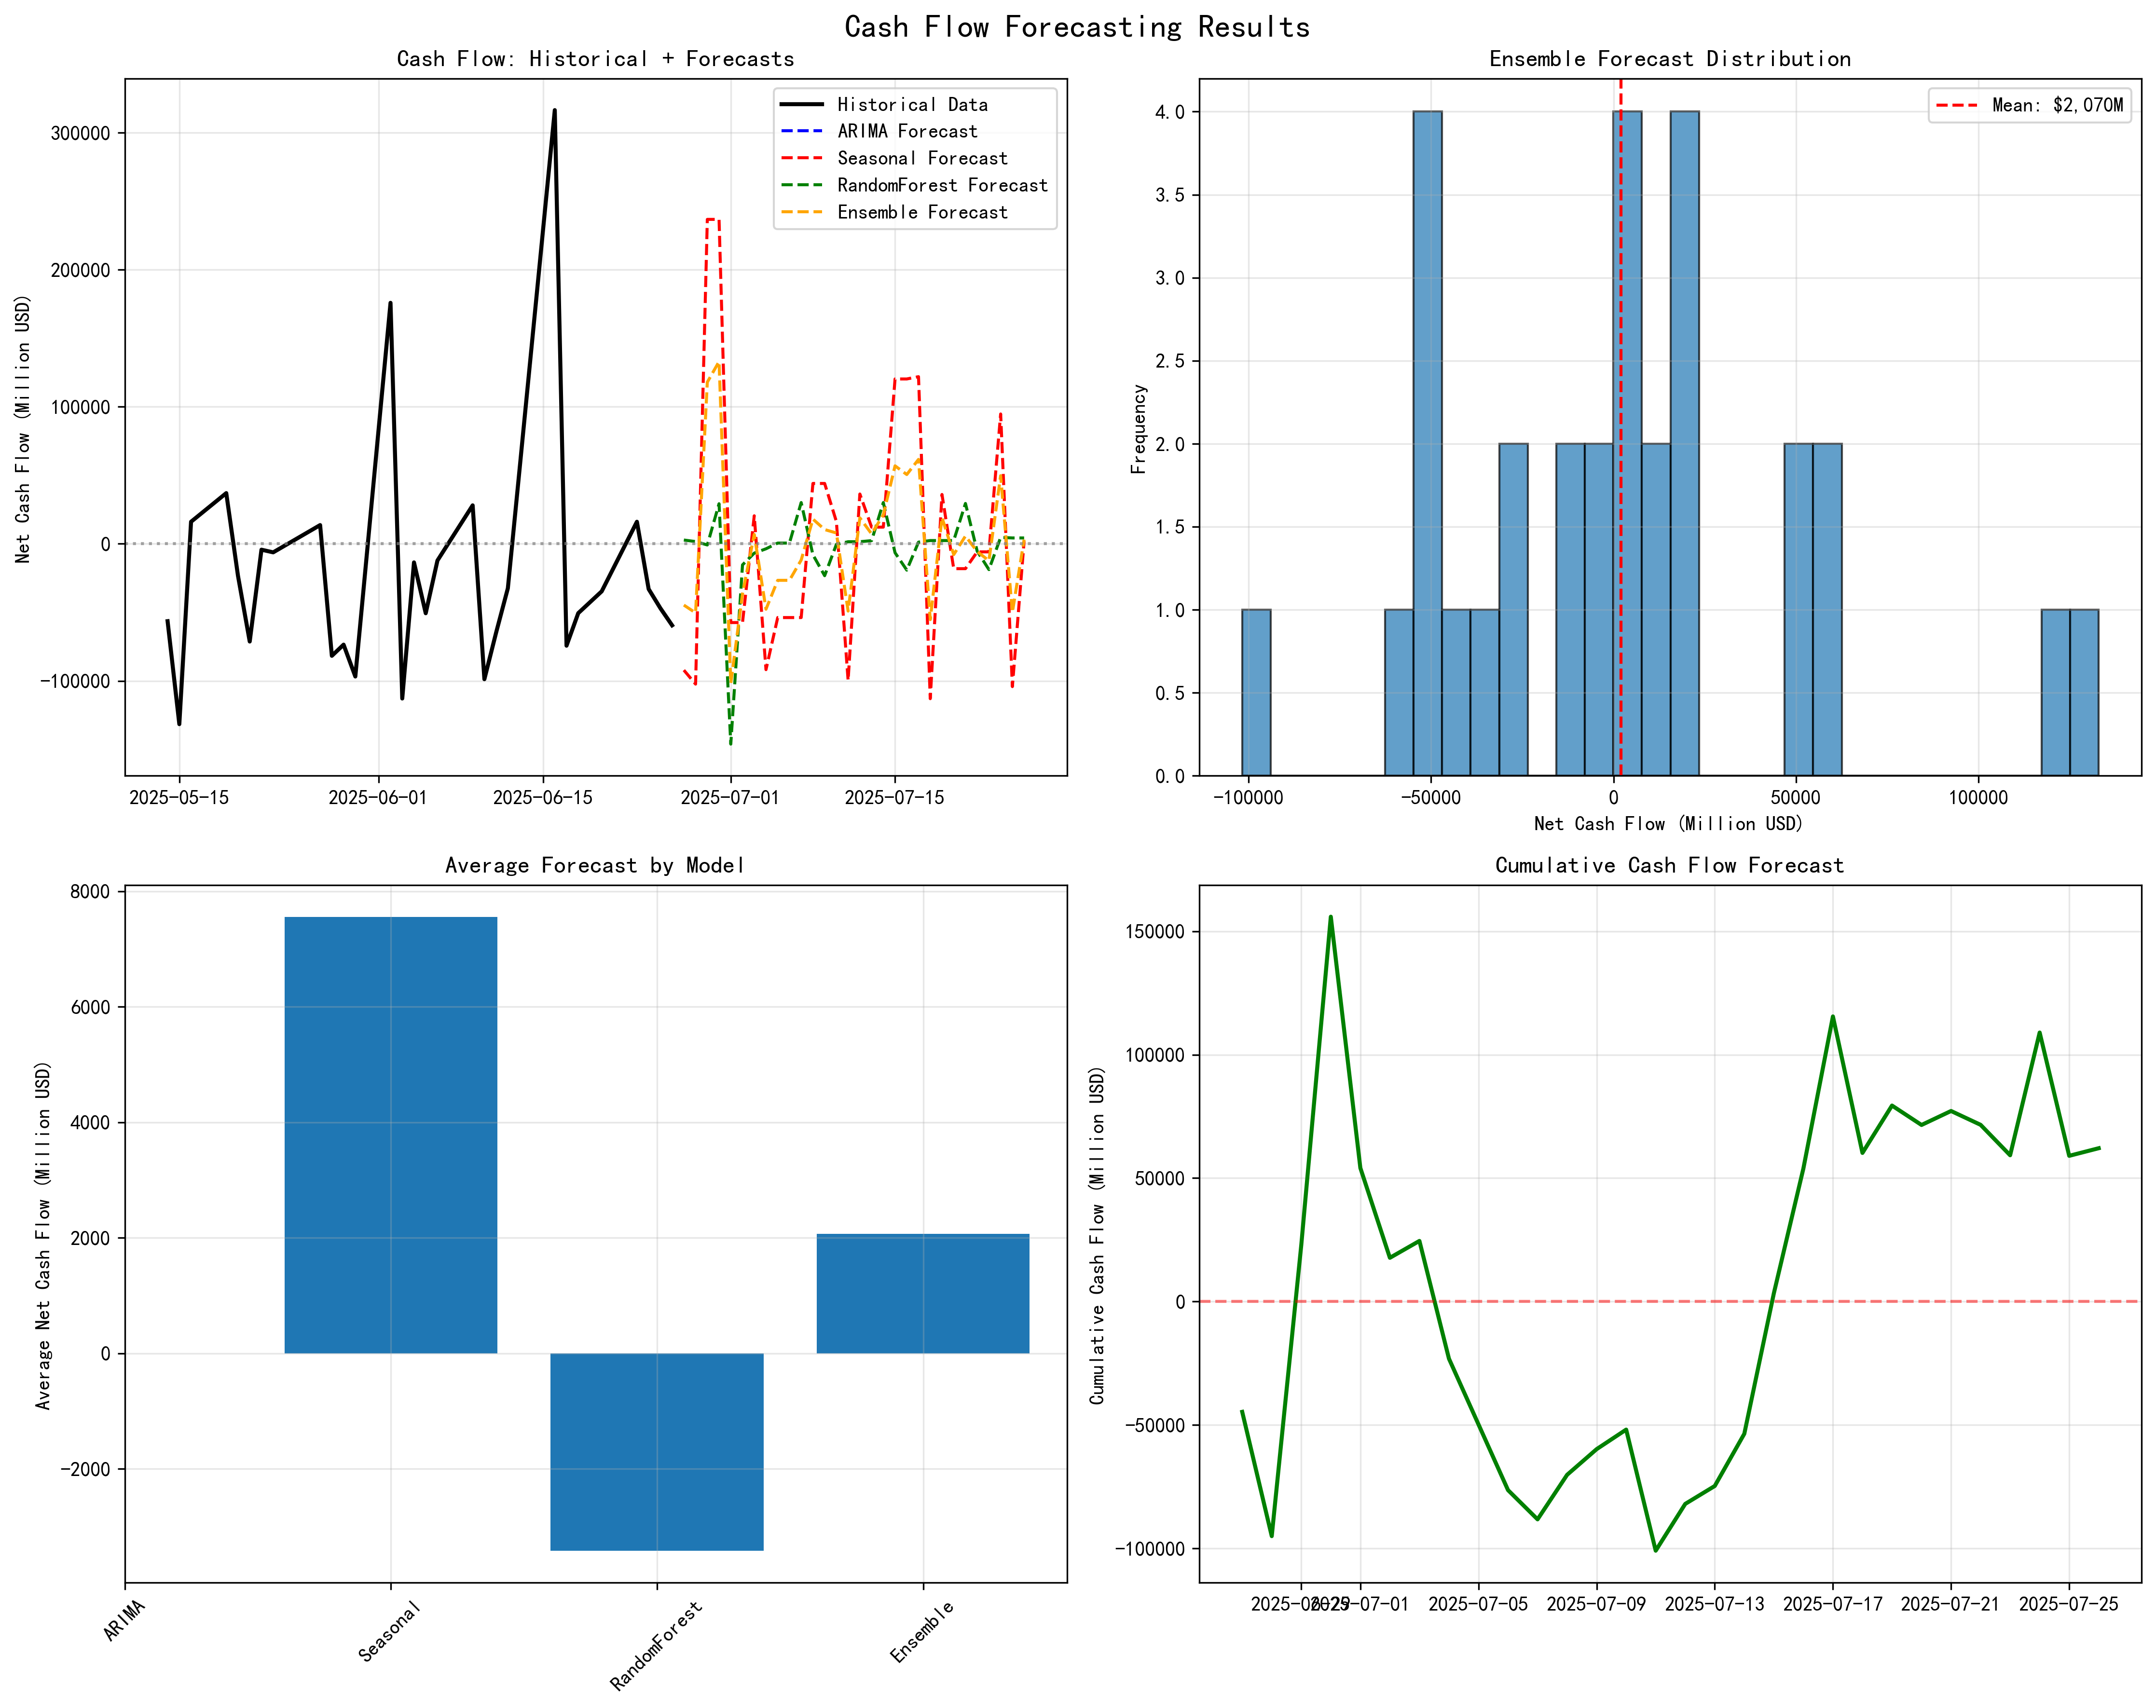 Cash Flow Forecasting Results
Cash Flow: Historical + Forecasts
Net Cash Flow (Million USD)
300000
200000
100000
0
−100000
2025−05−15
2025−06−01
2025−06−15
2025−07−01
2025−07−15
Historical Data
ARIMA Forecast
Seasonal Forecast
RandomForest Forecast
Ensemble Forecast
Ensemble Forecast Distribution
Frequency
4.0
3.5
3.0
2.5
2.0
1.5
1.0
0.5
0.0
−100000
−50000
0
50000
100000
Net Cash Flow (Million USD)
Mean: $2,070M
Average Forecast by Model
Average Net Cash Flow (Million USD)
8000
6000
4000
2000
0
−2000
ARIMA
Seasonal
RandomForest
Ensemble
Cumulative Cash Flow Forecast
Cumulative Cash Flow (Million USD)
150000
100000
50000
0
−50000
−100000
2025−06−29
2025−07−01
2025−07−05
2025−07−09
2025−07−13
2025−07−17
2025−07−21
2025−07−25